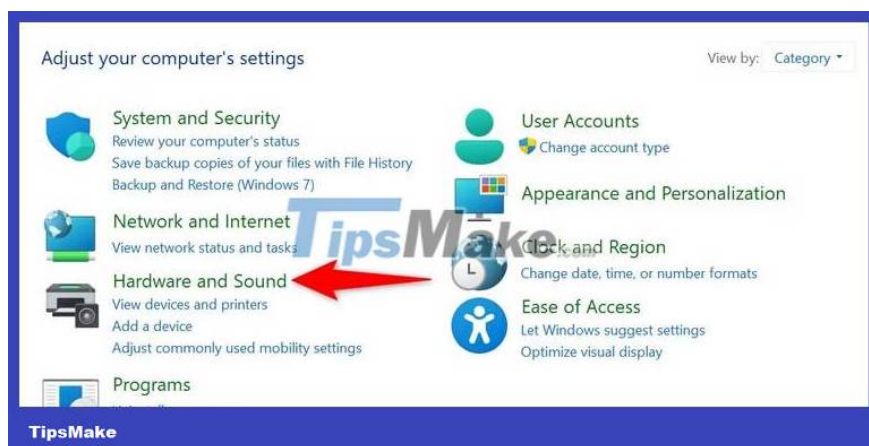 Adjust your computer's settings
View by: Category
System and Security
Review your computer's status
Save backup copies of your files with File History
Backup and Restore (Windows 7)
Network and Internet
View network status and tasks
Hardware and Sound
View devices and printers
Add a device
Adjust commonly used mobility settings
Programs
User Accounts
Change account type
Appearance and Personalization
Clock and Region
Change date, time, or number formats
Ease of Access
Let Windows suggest settings
Optimize visual display
TipsMake.com
TipsMake